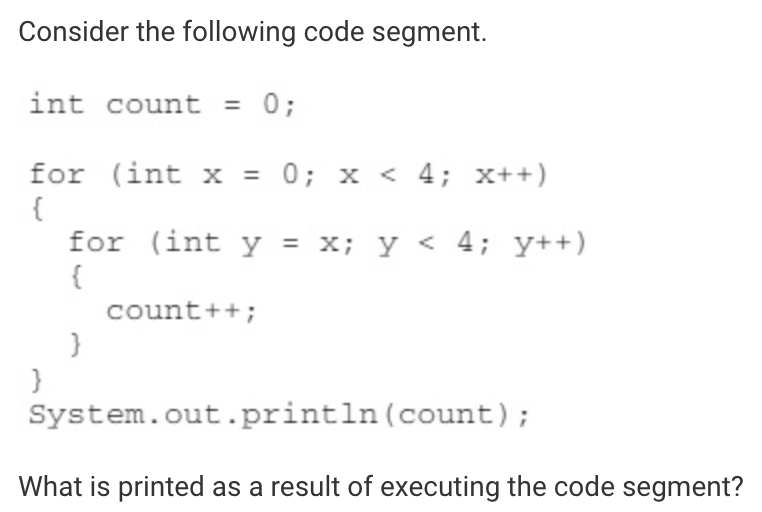 Consider the following code segment.
int count = 0;
for (int x = 0; x < 4; x++)
{
for (int y = x; y < 4; y++)
{
count++;
}
}
System.out.println(count);
What is printed as a result of executing the code segment?